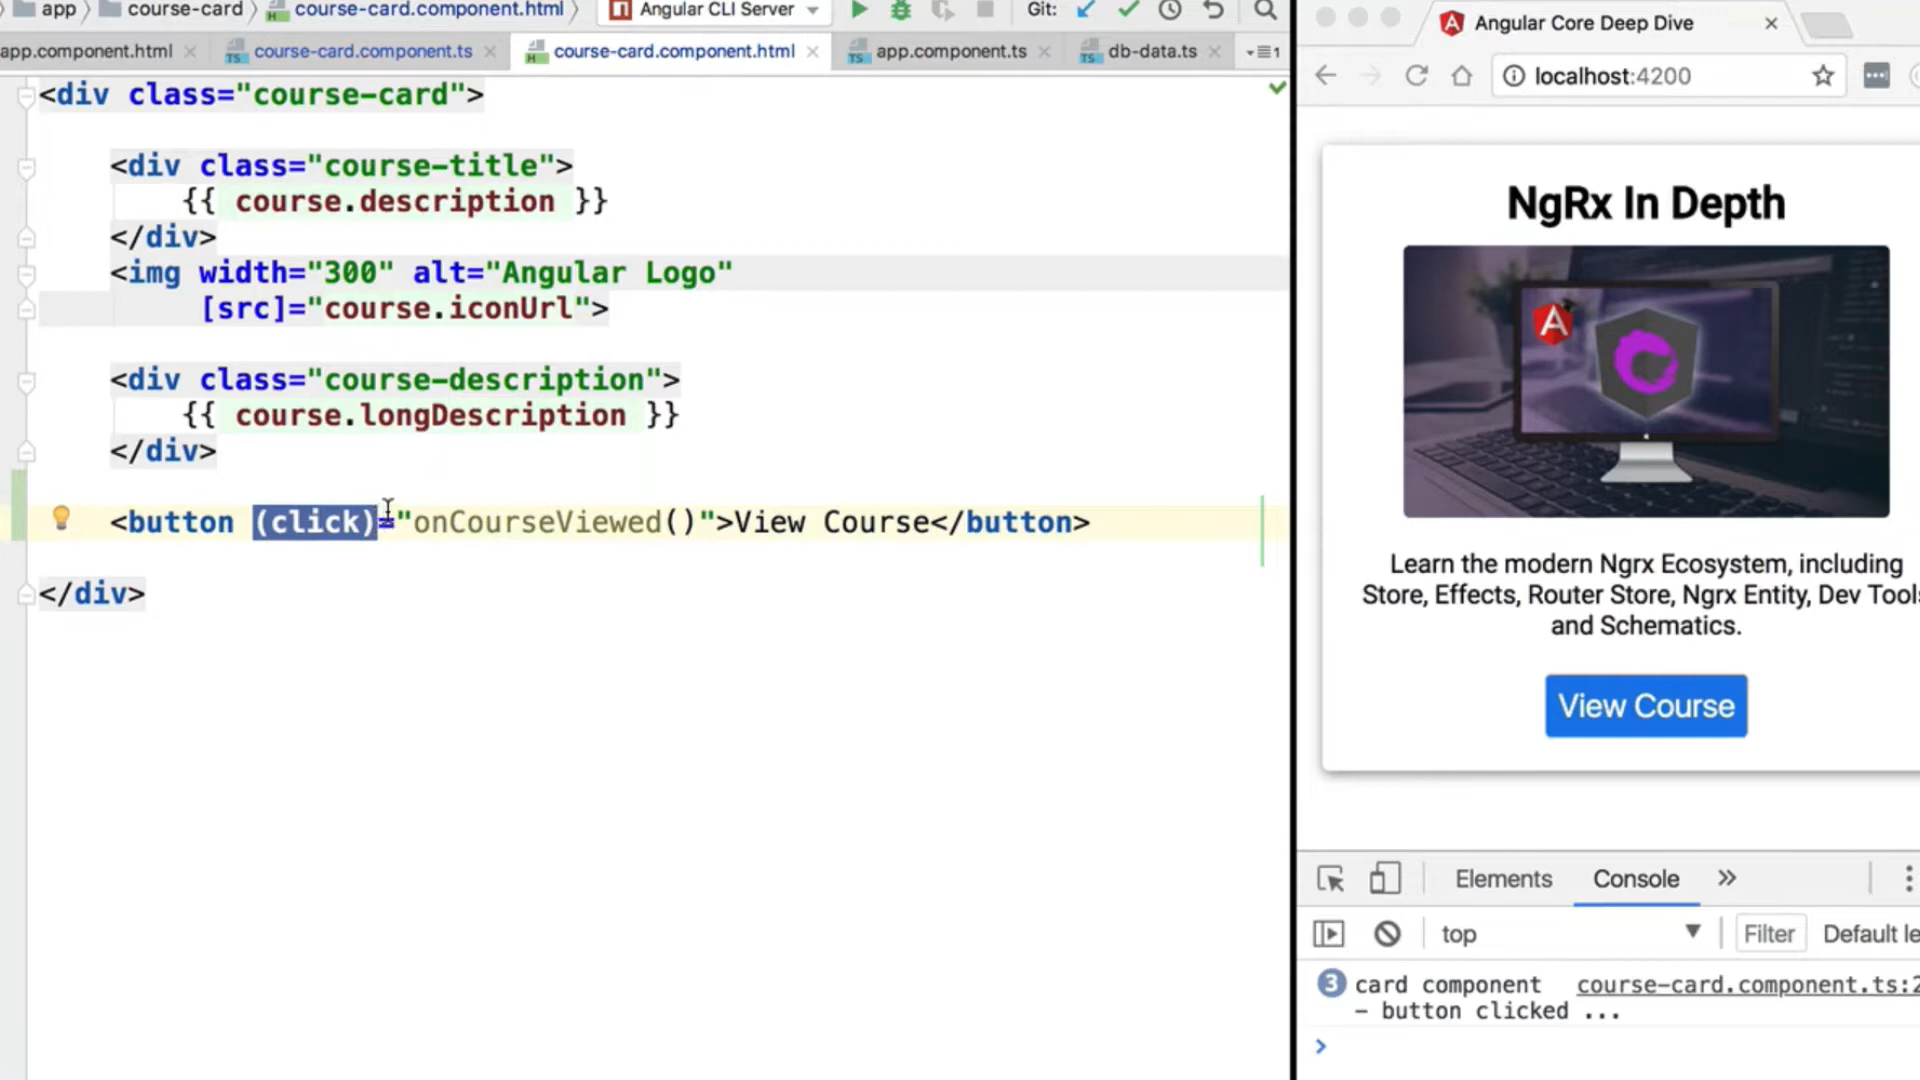 app course-card course-card.component.html Angular CLI Server Git:
app.component.html course-card.component.ts course-card.component.html app.component.ts db-data.ts 1
<div class="course-card">
<div class="course-title">
{{ course.description }}
</div>
<img width="300" alt="Angular Logo"
[src]="course.iconUrl">
<div class="course-description">
{{ course.longDescription }}
</div>
<button (click)="onCourseViewed()">View Course</button>
</div>
Angular Core Deep Dive
localhost:4200
NgRx In Depth
Learn the modern Ngrx Ecosystem, including
Store, Effects, Router Store, Ngrx Entity, Dev Tools
and Schematics.
View Course
Elements Console
top Filter Default le
3 card component course-card.component.ts:2
- button clicked ...